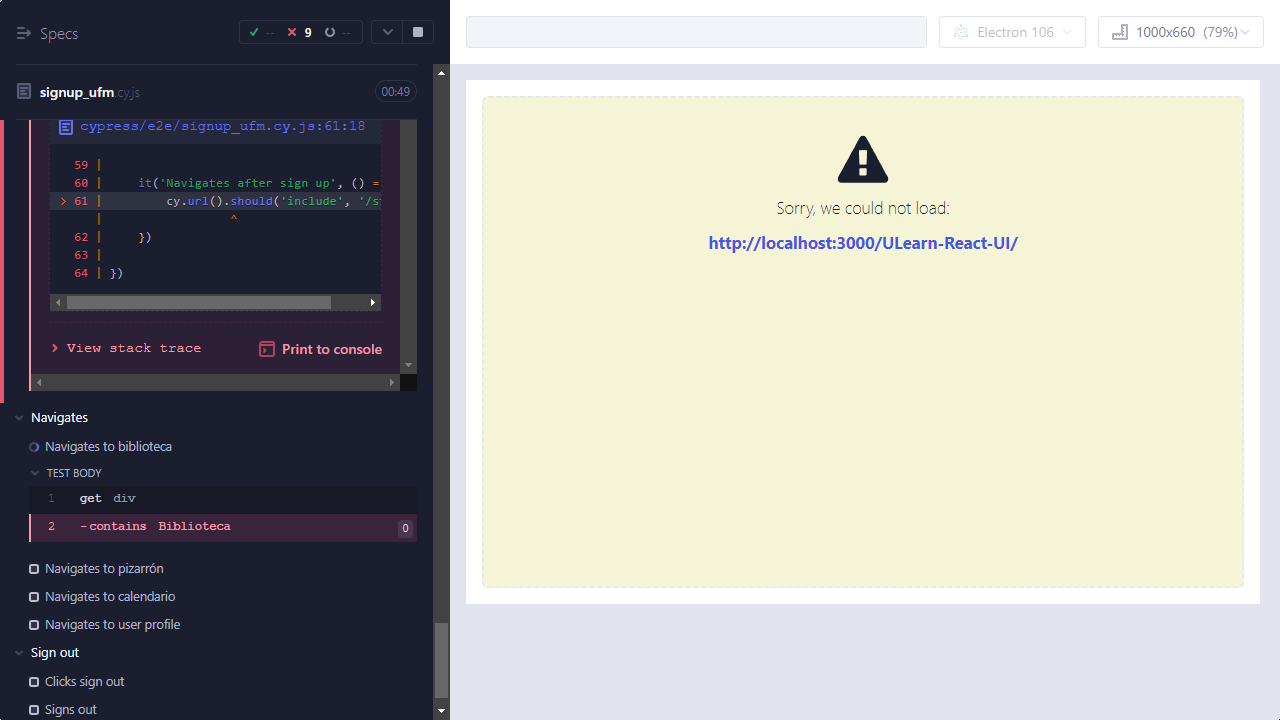 Specs
-- 9 --
signup_ufm.cy.js 00:49
cypress/e2e/signup_ufm.cy.js:61:18
59 |
60 | it('Navigates after sign up', () =
> 61 | cy.url().should('include', '/s
| ^
62 | })
63 |
64 | })
View stack trace
Print to console
Navigates
Navigates to biblioteca
TEST BODY
1 get div
2 -contains Biblioteca 0
Navigates to pizarrón
Navigates to calendario
Navigates to user profile
Sign out
Clicks sign out
Signs out
Electron 106
1000x660 (79%)
Sorry, we could not load:
http://localhost:3000/ULearn-React-UI/